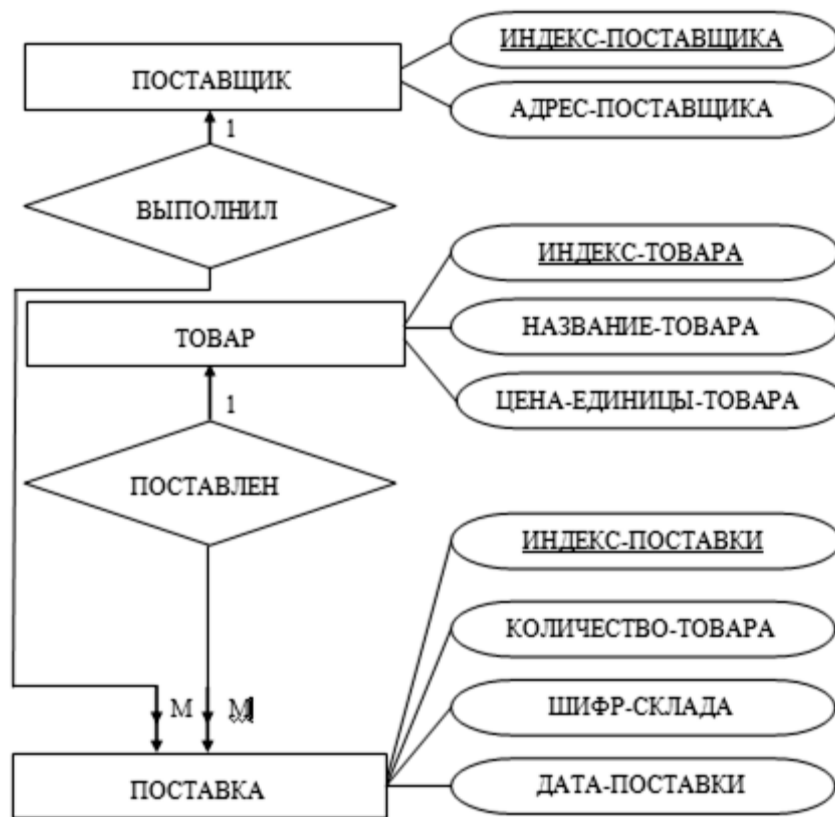 ИНДЕКС-ПОСТАВЩИКА
ПОСТАВЩИК
АДРЕС-ПОСТАВЩИКА
1
ВЫПОЛНИЛ
ИНДЕКС-ТОВАРА
ТОВАР
НАЗВАНИЕ-ТОВАРА
ЦЕНА-ЕДИНИЦЫ-ТОВАРА
1
ПОСТАВЛЕН
ИНДЕКС-ПОСТАВКИ
КОЛИЧЕСТВО-ТОВАРА
М М
ШИФР-СКЛАДА
ПОСТАВКА
ДАТА-ПОСТАВКИ